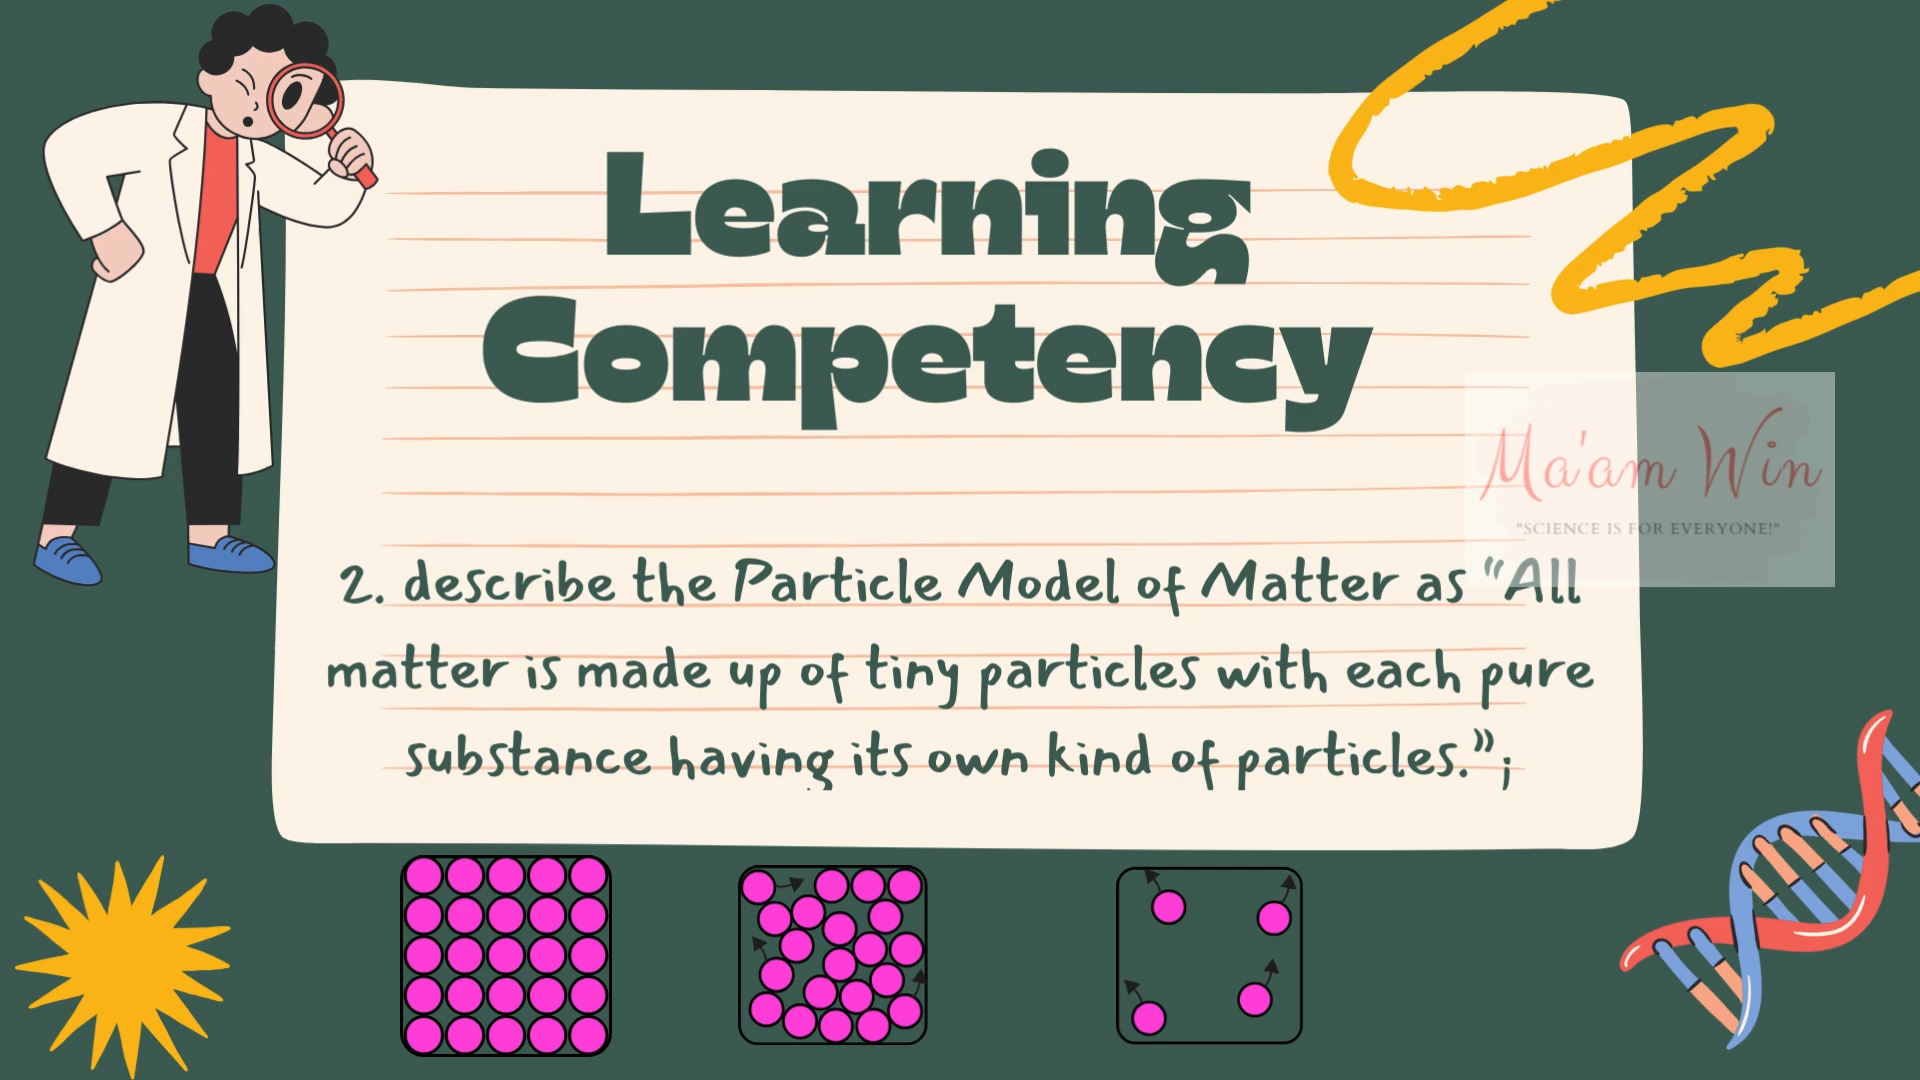 Learning
Competency
Ma'am Win
"SCIENCE IS FOR EVERYONE!"
2. describe the Particle Model of Matter as “All
matter is made up of tiny particles with each pure
substance having its own kind of particles.”;